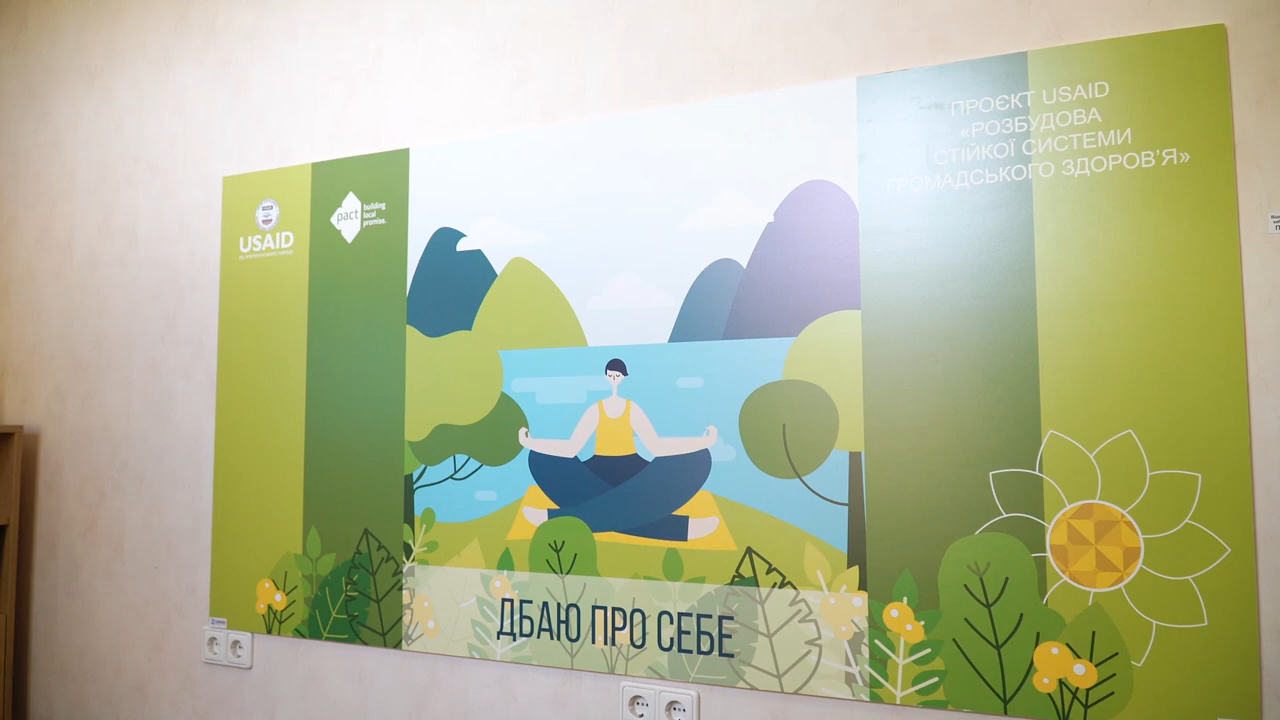 USAID
pact
building
local
promise.
ПРОЄКТ USAID
«РОЗБУДОВА
СТІЙКОЇ СИСТЕМИ
ГРОМАДСЬКОГО ЗДОРОВ’Я»
ДБАЮ ПРО СЕБЕ